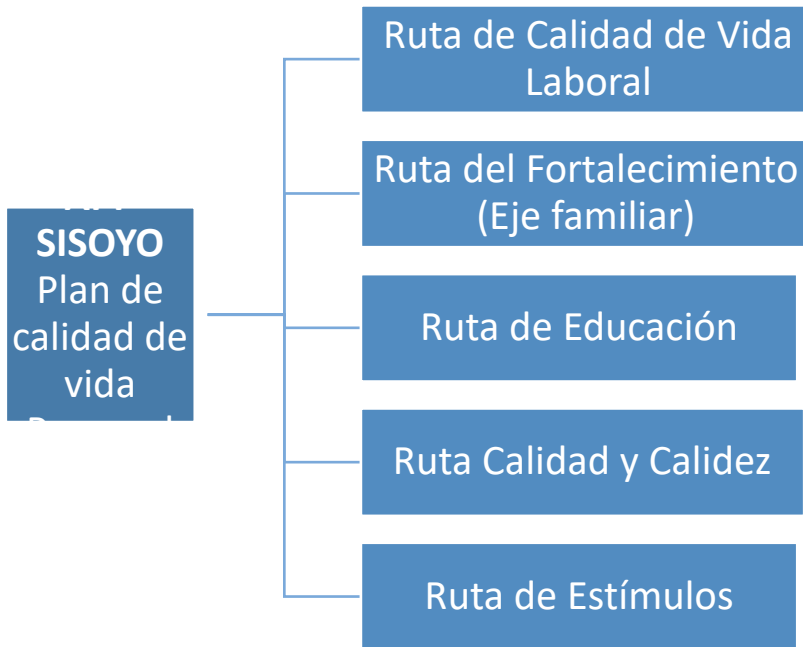 SISOYO
Plan de
calidad de
vida
Ruta de Calidad de Vida
Laboral
Ruta del Fortalecimiento
(Eje familiar)
Ruta de Educación
Ruta Calidad y Calidez
Ruta de Estímulos